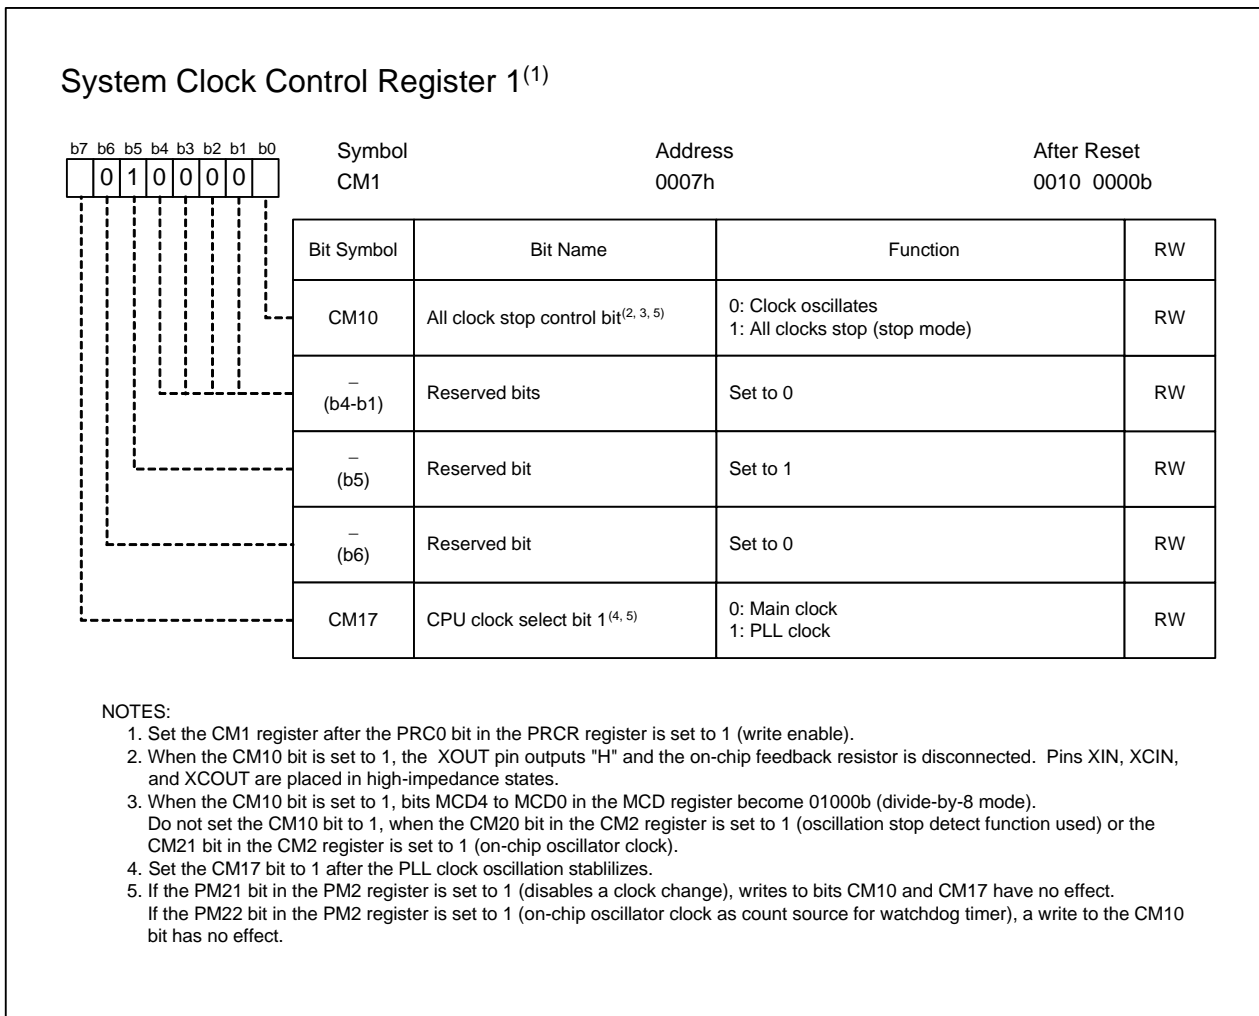 System Clock Control Register 1(1)
b7 b6 b5 b4 b3 b2 b1 b0
0 1 0 0 0 0
Symbol Address After Reset
CM1 0007h 0010 0000b
Bit Symbol Bit Name Function RW
CM10 All clock stop control bit(2, 3, 5) 0: Clock oscillates RW
1: All clocks stop (stop mode)
– Reserved bits Set to 0 RW
(b4-b1)
– Reserved bit Set to 1 RW
(b5)
– Reserved bit Set to 0 RW
(b6)
CM17 CPU clock select bit 1(4, 5) 0: Main clock RW
1: PLL clock
NOTES:
1. Set the CM1 register after the PRC0 bit in the PRCR register is set to 1 (write enable).
2. When the CM10 bit is set to 1, the XOUT pin outputs "H" and the on-chip feedback resistor is disconnected. Pins XIN, XCIN,
and XCOUT are placed in high-impedance states.
3. When the CM10 bit is set to 1, bits MCD4 to MCD0 in the MCD register become 01000b (divide-by-8 mode).
Do not set the CM10 bit to 1, when the CM20 bit in the CM2 register is set to 1 (oscillation stop detect function used) or the
CM21 bit in the CM2 register is set to 1 (on-chip oscillator clock).
4. Set the CM17 bit to 1 after the PLL clock oscillation stablilizes.
5. If the PM21 bit in the PM2 register is set to 1 (disables a clock change), writes to bits CM10 and CM17 have no effect.
If the PM22 bit in the PM2 register is set to 1 (on-chip oscillator clock as count source for watchdog timer), a write to the CM10
bit has no effect.